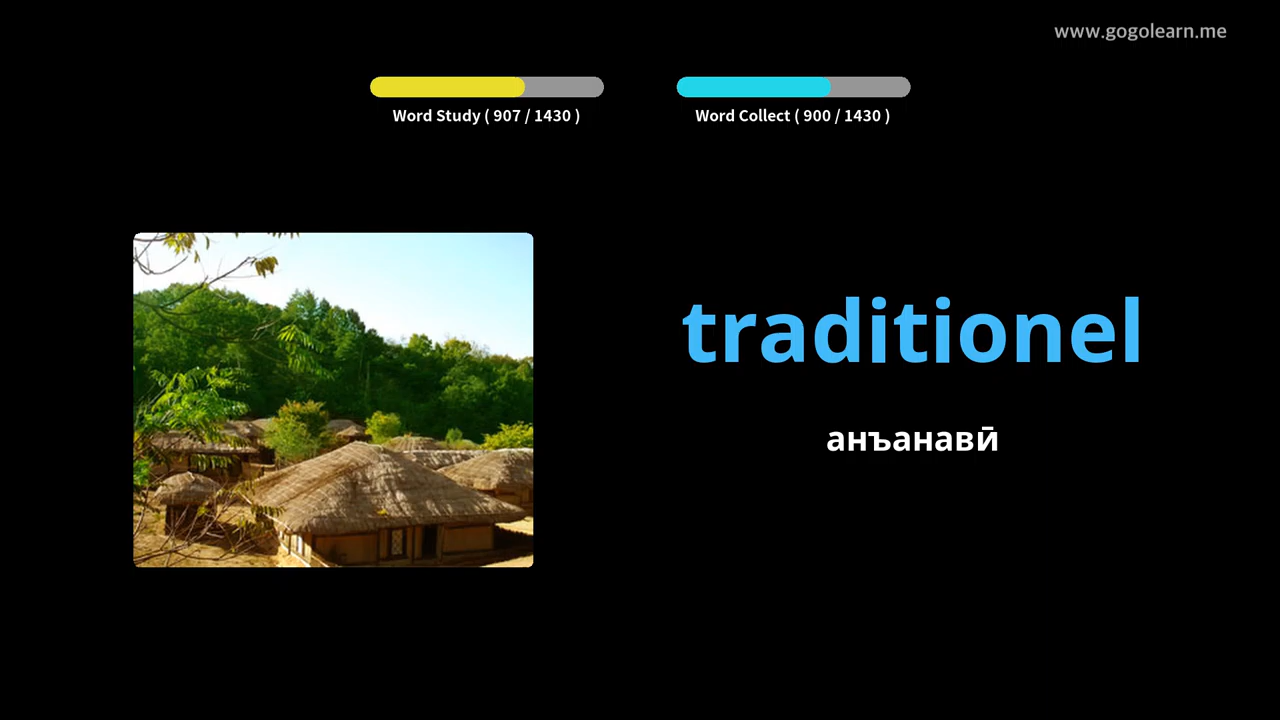 www.gogolearn.me
Word Study ( 907 / 1430 )
Word Collect ( 900 / 1430 )
traditionel
анъанавӣ